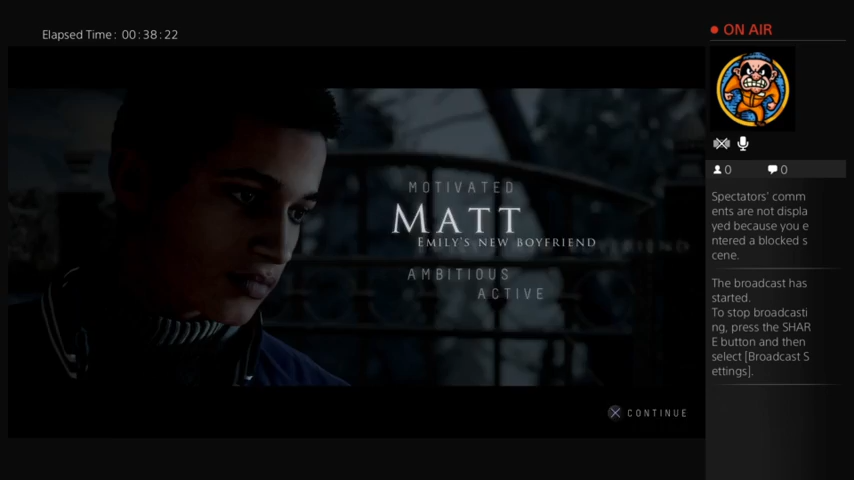 Elapsed Time: 00:38:22
ON AIR
MOTIVATED
MATT
EMILY'S NEW BOYFRIEND
AMBITIOUS
ACTIVE
CONTINUE
0 0
Spectators' comm
ents are not displa
yed because you e
ntered a blocked s
cene.
The broadcast has
started.
To stop broadcasti
ng, press the SHAR
E button and then
select [Broadcast S
ettings].